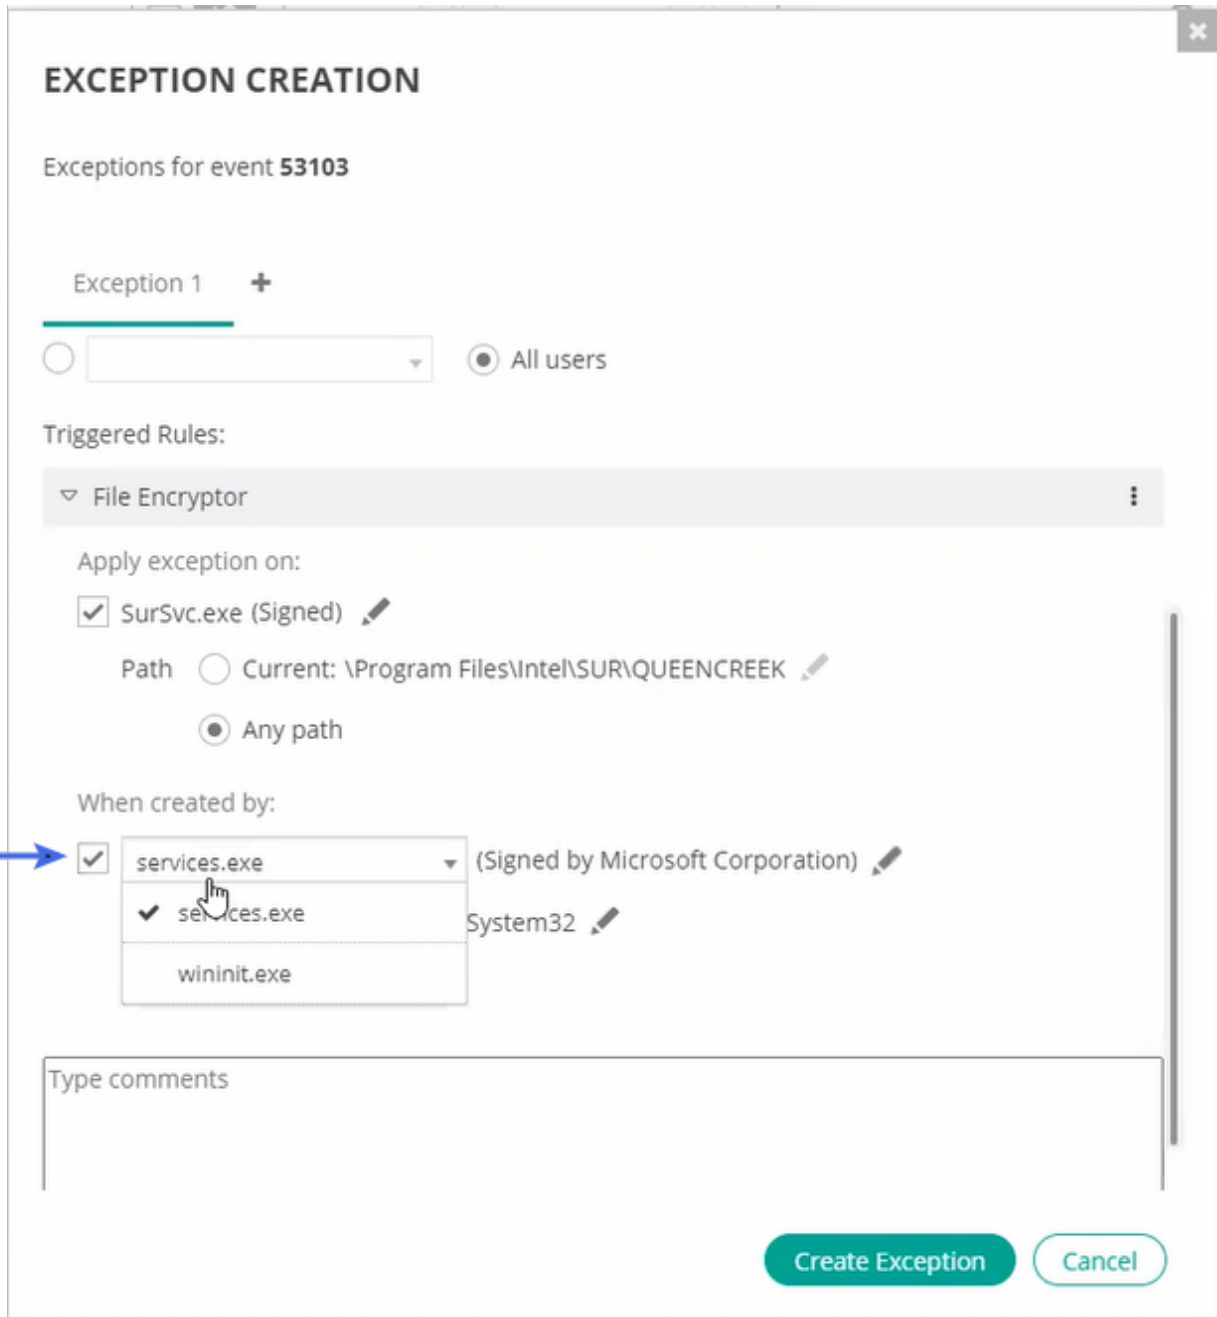 EXCEPTION CREATION
Exceptions for event 53103
Exception 1 +
All users
Triggered Rules:
File Encryptor
Apply exception on:
SurSvc.exe (Signed)
Path Current: \Program Files\Intel\SUR\QUEENCREEK
Any path
When created by:
services.exe (Signed by Microsoft Corporation)
services.exe System32
wininit.exe
Type comments
Create Exception Cancel